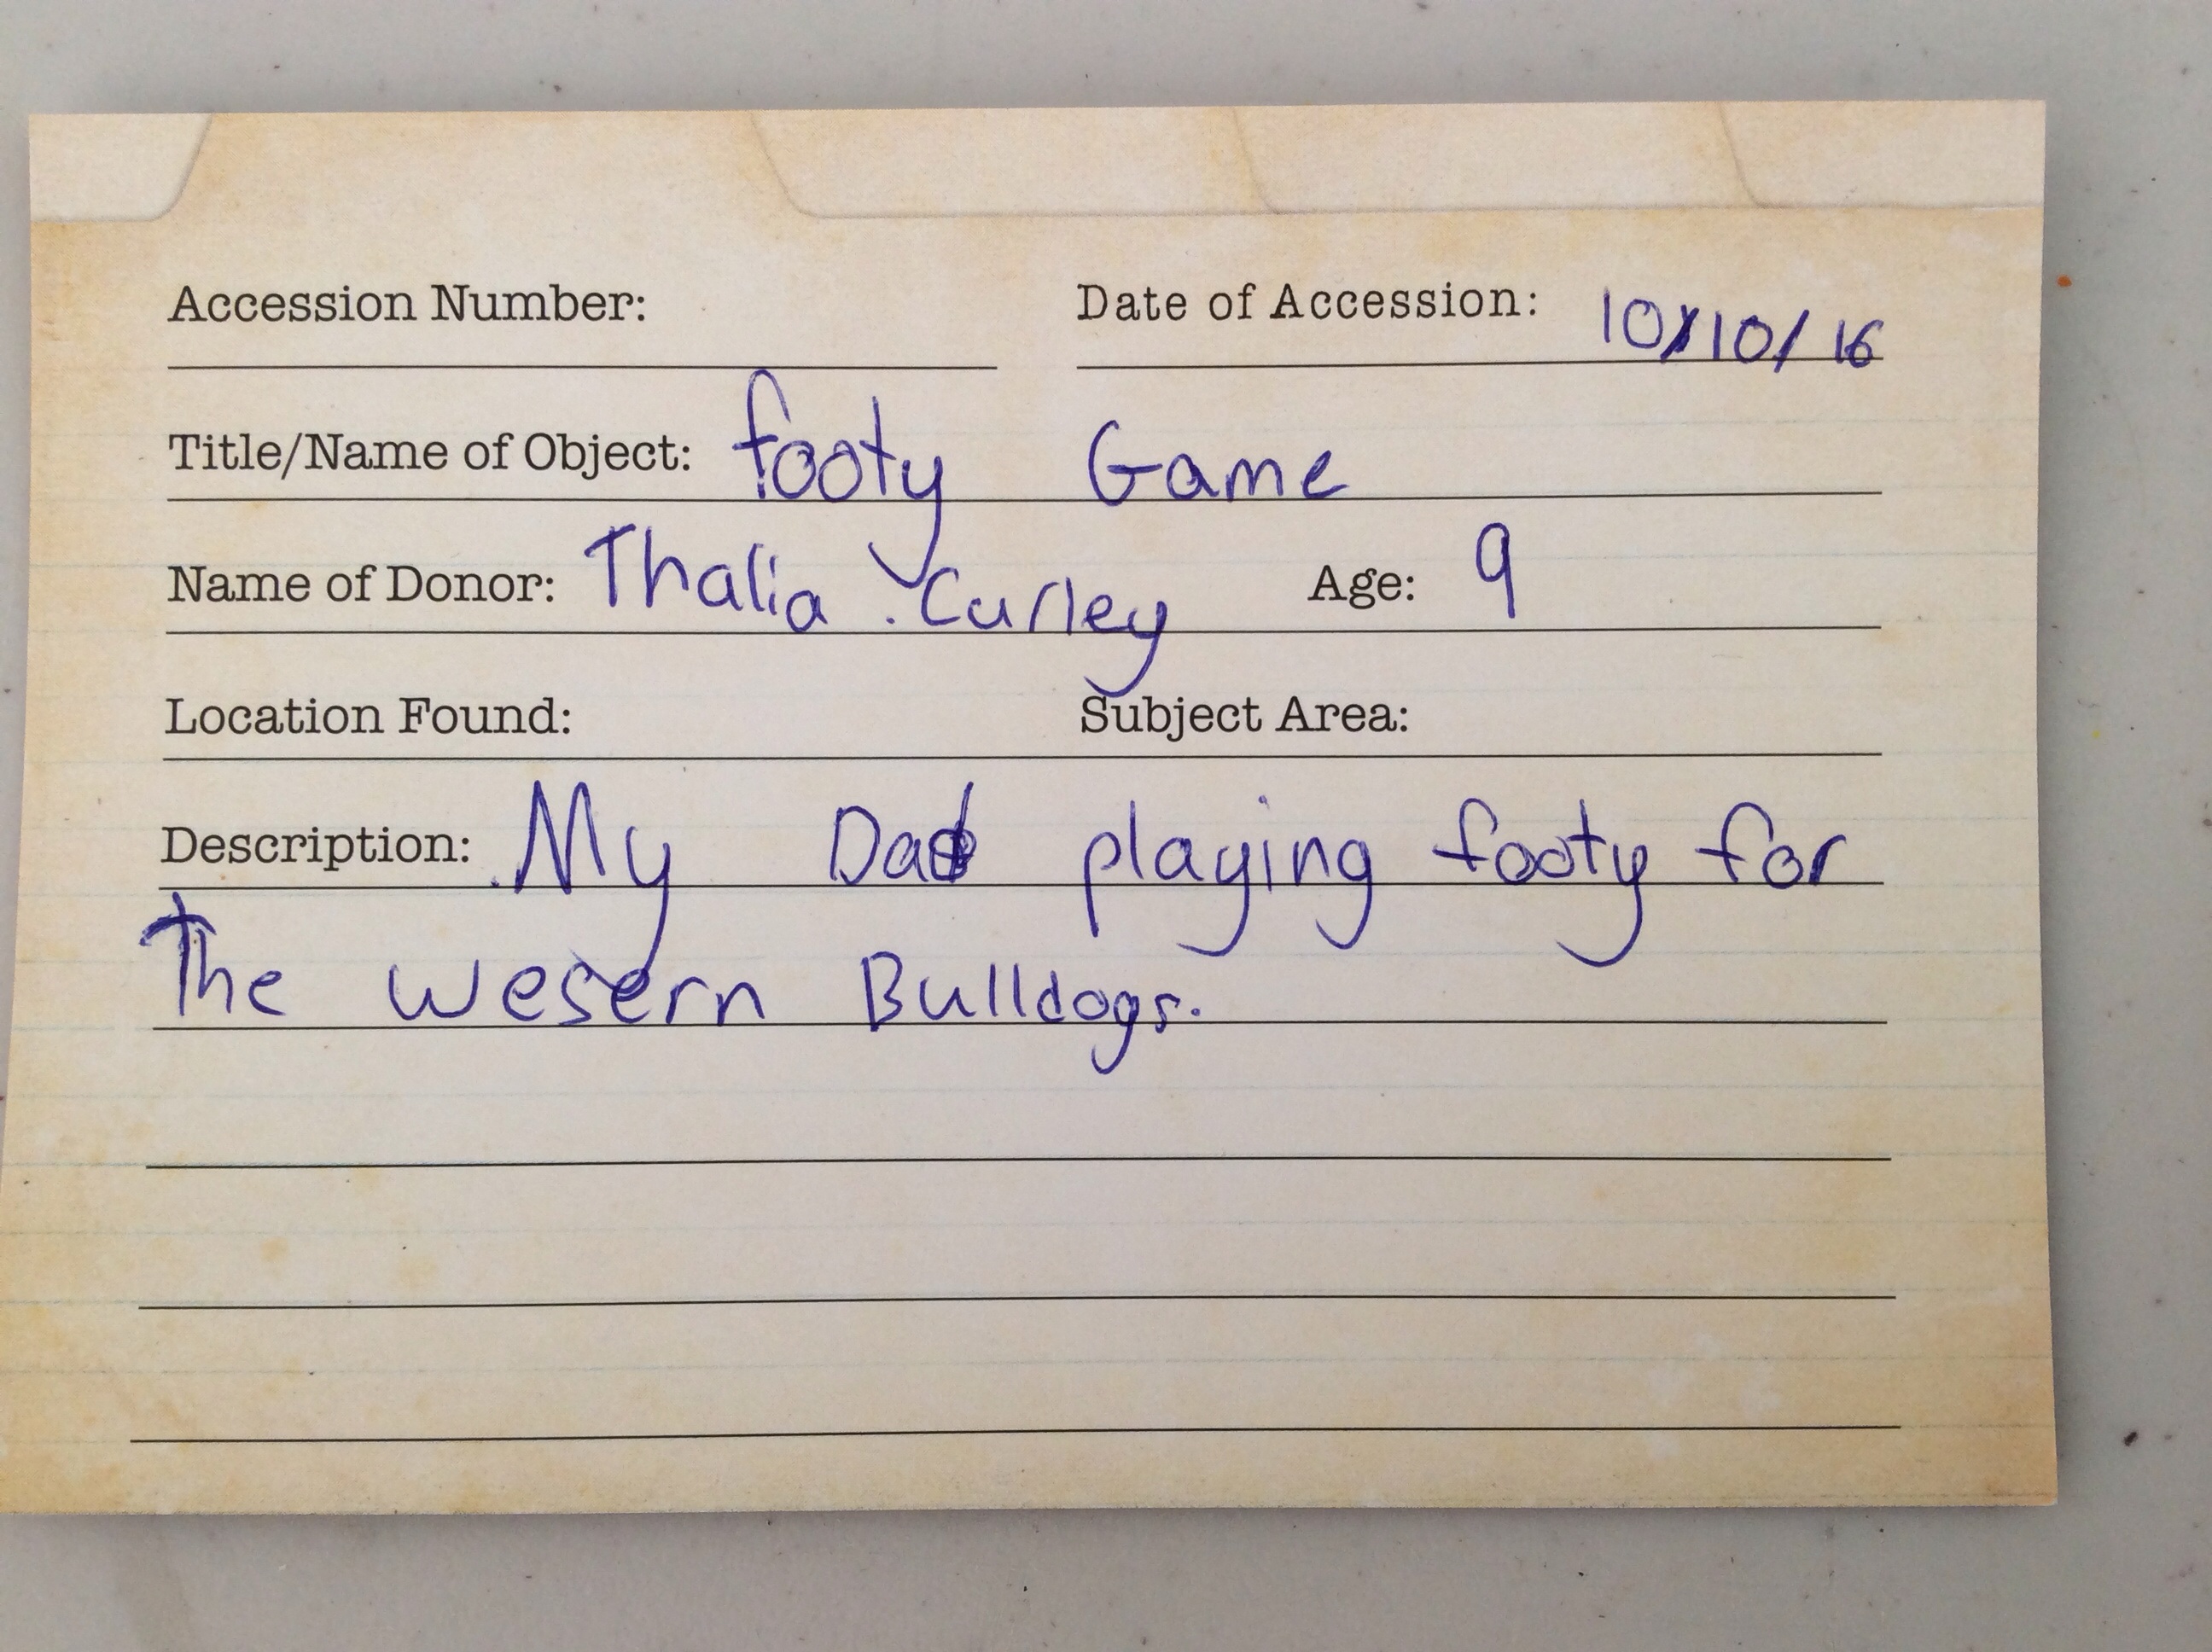 Accession Number: Date of Accession: 10/10/16
Title/Name of Object: footy Game
Name of Donor: Thalia Curley Age: 9
Location Found: Subject Area:
Description: My Dad playing footy for
The wesern Bulldogs.